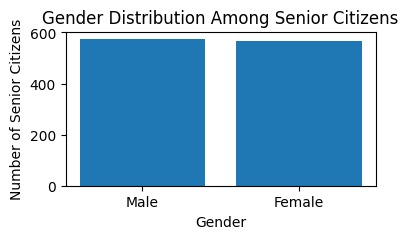 Gender Distribution Among Senior Citizens
Number of Senior Citizens
600
400
200
0
Male Female
Gender